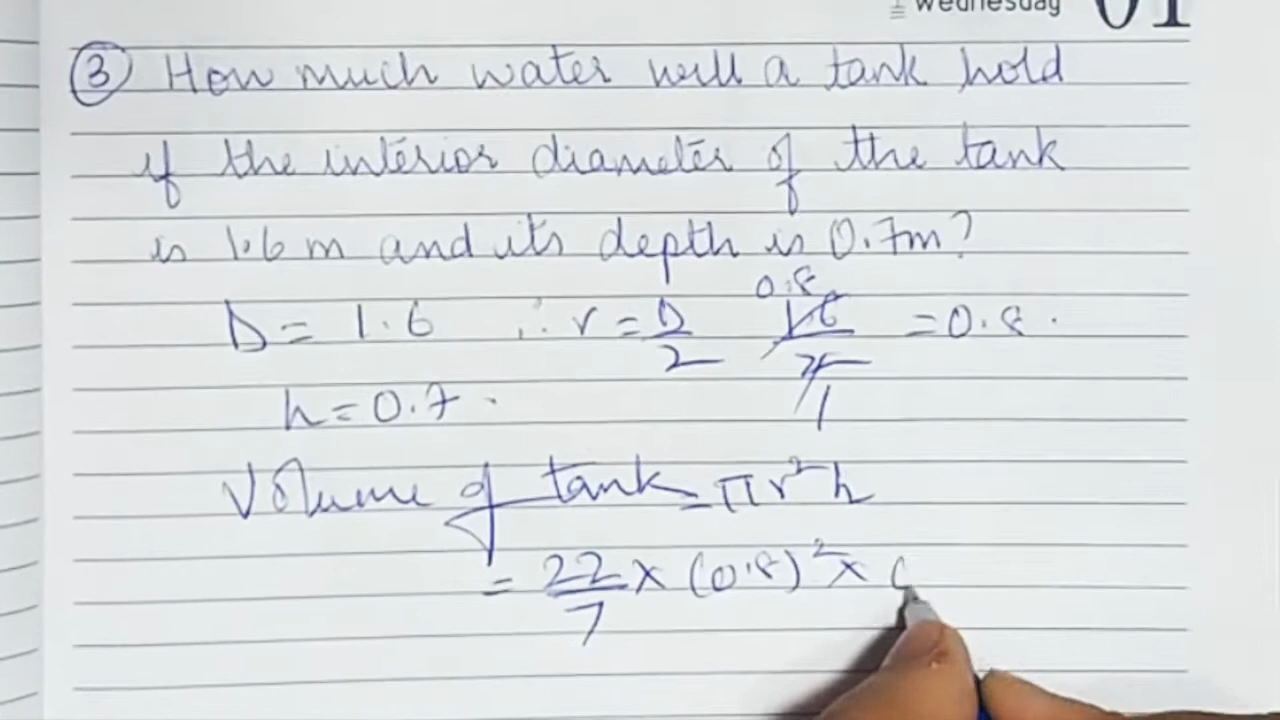 Wednesday 01
③ How much water will a tank hold
if the interior diameter of the tank
is 1.6 m and its depth is 0.7m?
D = 1.6 ∴ r = D/2 0.8 1.6/2 1 = 0.8.
h = 0.7.
Volume of tank = πr²h
= 22/7 × (0.8)² × (